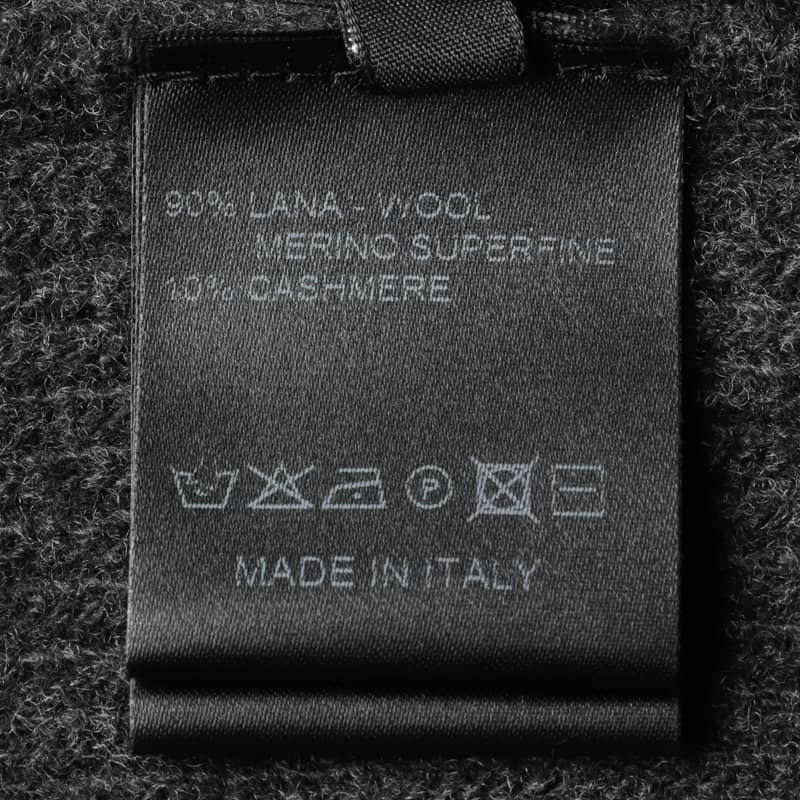 90% LANA - WOOL
MERINO SUPERFINE
10% CASHMERE
P
MADE IN ITALY